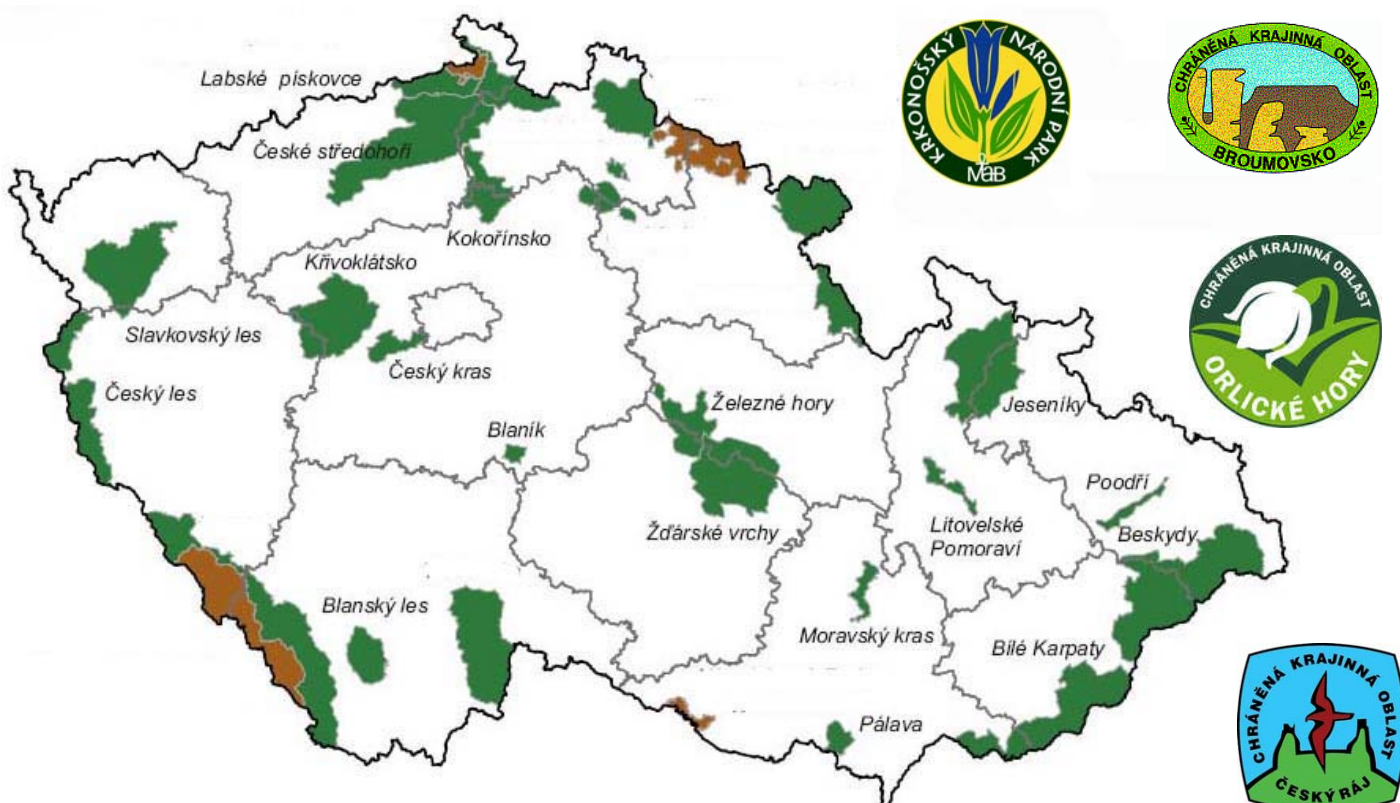 Labské pískovce
České středohoří
Kokořínsko
Křivoklátsko
Slavkovský les
Český kras
Český les
Železné hory
Jeseníky
Blaník
Poodří
Žďárské vrchy
Litovelské
Pomoraví
Beskydy
Blanský les
Moravský kras
Bílé Karpaty
Pálava
KRKONOŠSKÝ NÁRODNÍ PARK
MaB
CHRÁNĚNÁ KRAJINNÁ OBLAST
BROUMOVSKO
CHRÁNĚNÁ KRAJINNÁ OBLAST
ORLICKÉ HORY
CHRÁNĚNÁ KRAJINNÁ OBLAST
ČESKÝ RÁJ